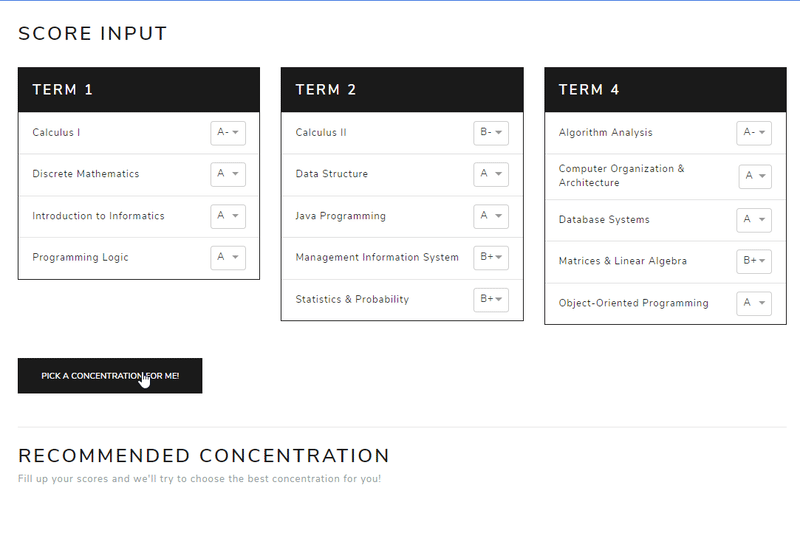 SCORE INPUT
TERM 1
Calculus I A-
Discrete Mathematics A
Introduction to Informatics A
Programming Logic A
TERM 2
Calculus II B-
Data Structure A
Java Programming A
Management Information System B+
Statistics & Probability B+
TERM 4
Algorithm Analysis A-
Computer Organization &
Architecture A
Database Systems A
Matrices & Linear Algebra B+
Object-Oriented Programming A
PICK A CONCENTRATION FOR ME!
RECOMMENDED CONCENTRATION
Fill up your scores and we'll try to choose the best concentration for you!